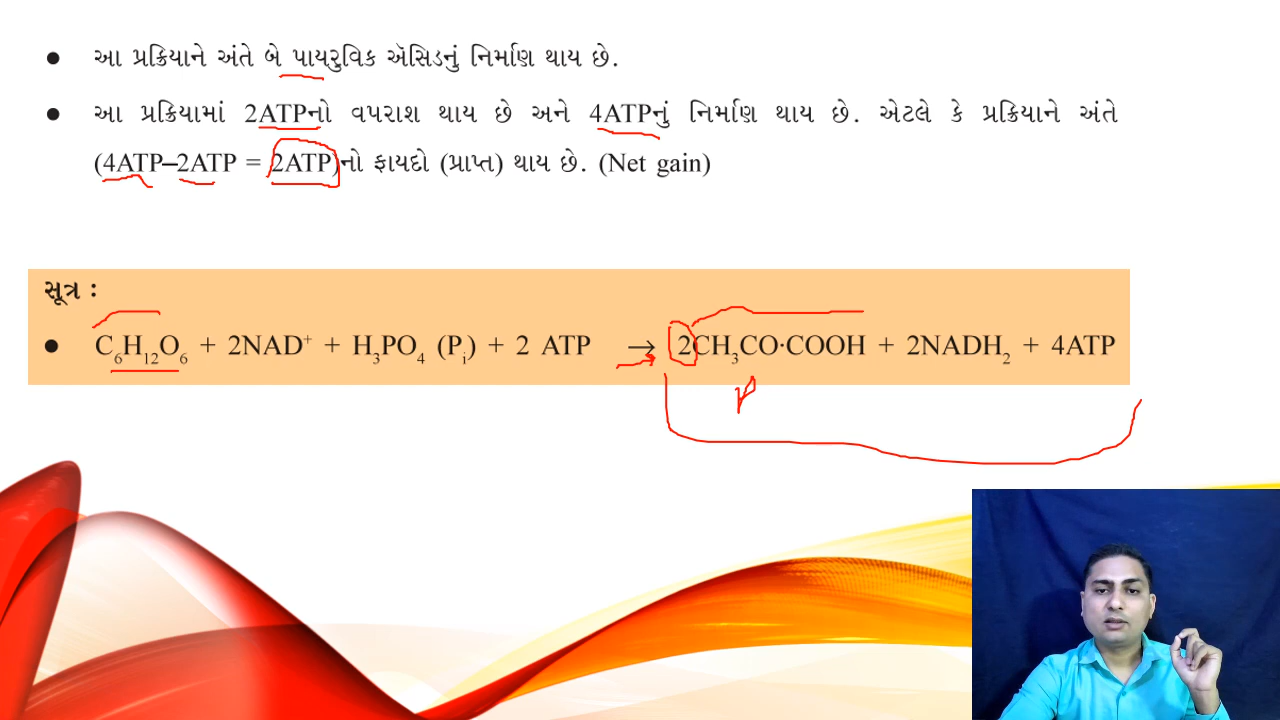 ● આ પ્રક્રિયાને અંતે બે પાયરુવિક ઍસિડનું નિર્માણ થાય છે.
● આ પ્રક્રિયામાં 2ATPનો વપરાશ થાય છે અને 4ATPનું નિર્માણ થાય છે. એટલે કે પ્રક્રિયાને અંતે
(4ATP–2ATP = 2ATP)નો ફાયદો (પ્રાપ્ત) થાય છે. (Net gain)
સૂત્ર :
● C₆H₁₂O₆ + 2NAD⁺ + H₃PO₄ (Pᵢ) + 2 ATP → 2CH₃CO·COOH + 2NADH₂ + 4ATP